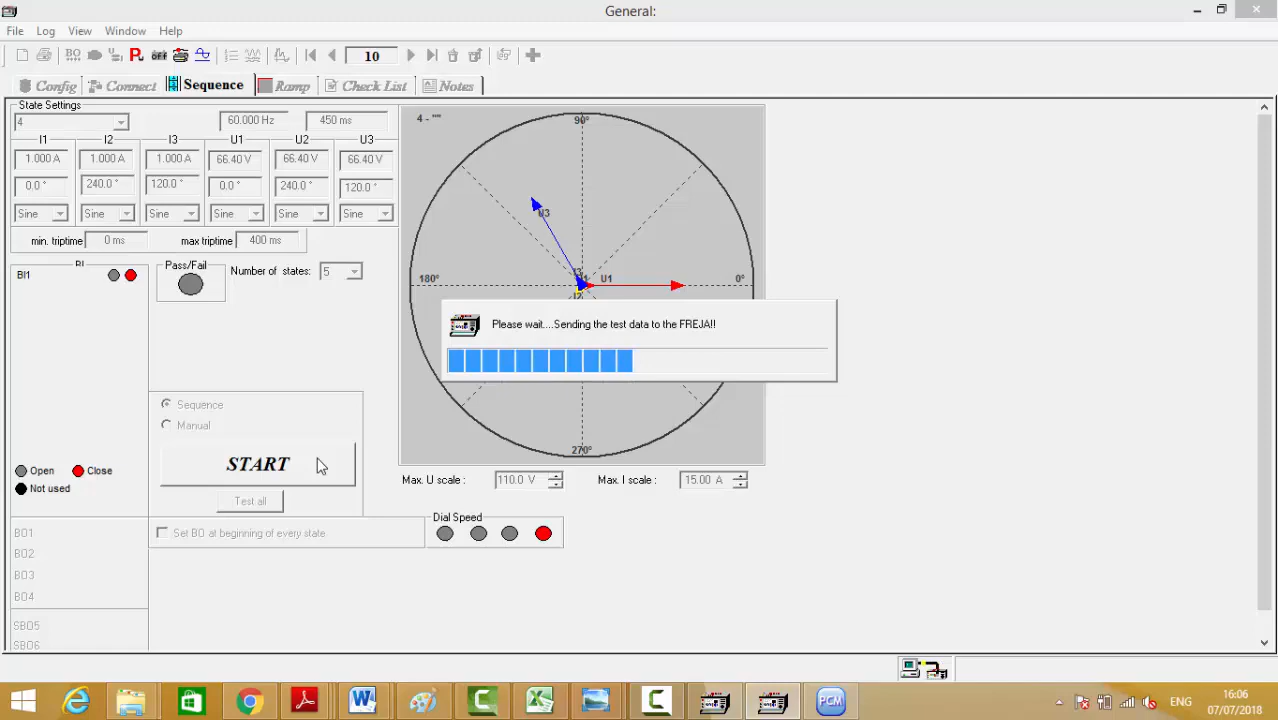 General:
File Log View Window Help
BO OFF 10
Config Connect Sequence Ramp Check List Notes
State Settings
4 60.000 Hz 450 ms
I1 I2 I3 U1 U2 U3
1.000 A 1.000 A 1.000 A 66.40 V 66.40 V 66.40 V
0.0 ° 240.0 ° 120.0 ° 0.0 ° 240.0 ° 120.0 °
Sine Sine Sine Sine Sine Sine
min. triptime 0 ms max triptime 400 ms
BI
BI1
Pass/Fail
Number of states: 5
4 - ""
90°
U3
180° I3 U1 0°
I2
270°
Please wait....Sending the test data to the FREJA!!
Sequence
Manual
START
Test all
Open Close
Not used
Max. U scale : 110.0 V Max. I scale : 15.00 A
Dial Speed
BO1 Set BO at beginning of every state
BO2
BO3
BO4
SBO5
SBO6
PCM
ENG
16:06
07/07/2018